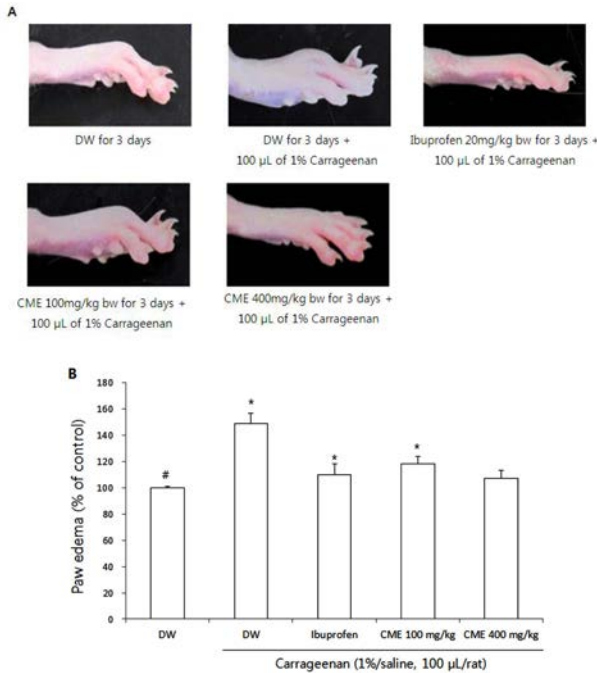 A
DW for 3 days
DW for 3 days +
100 µL of 1% Carrageenan
Ibuprofen 20mg/kg bw for 3 days +
100 µL of 1% Carrageenan
CME 100mg/kg bw for 3 days +
100 µL of 1% Carrageenan
CME 400mg/kg bw for 3 days +
100 µL of 1% Carrageenan
B
Paw edema (% of control)
180
160
140
120
100
80
60
40
20
0
#
*
*
*
DW
DW
Ibuprofen
CME 100 mg/kg
CME 400 mg/kg
Carrageenan (1%/saline, 100 µL/rat)